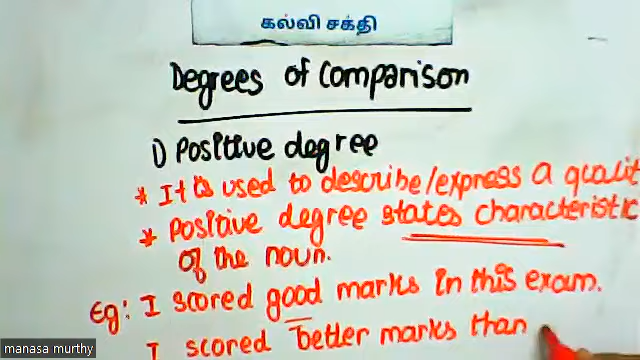 கல்வி சக்தி
Degrees of Comparison
1) Positive degree
* It is used to describe/express a qualit
* Positive degree states characteristic
of the noun.
Eg: I scored good marks in this exam.
I scored better marks than
manasa murthy